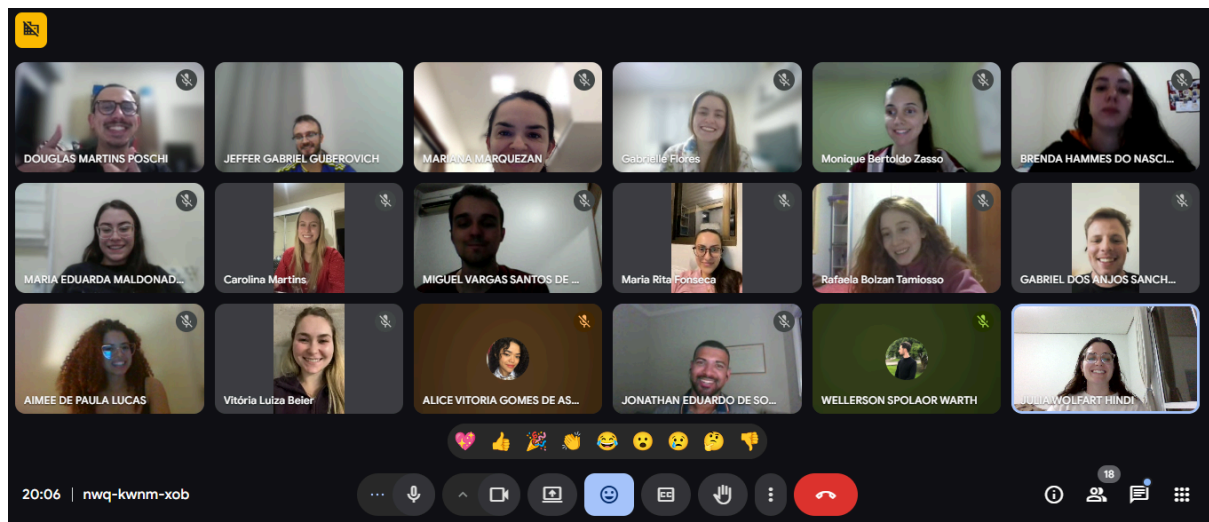 DOUGLAS MARTINS POSCHI
JEFFER GABRIEL GUBEROVICH
MARIANA MARQUEZAN
Gabrielle Flores
Monique Bertoldo Zasso
BRENDA HAMMES DO NASCI...
MARIA EDUARDA MALDONAD...
Carolina Martins
MIGUEL VARGAS SANTOS DE ...
Maria Rita Fonseca
Rafaela Bolzan Tamiosso
GABRIEL DOS ANJOS SANCH...
AIMEE DE PAULA LUCAS
Vitória Luiza Beier
ALICE VITORIA GOMES DE AS...
JONATHAN EDUARDO DE SO...
WELLERSON SPOLAOR WARTH
JULIA WOLFART HINDI
18
20:06 | nwq-kwnm-xob